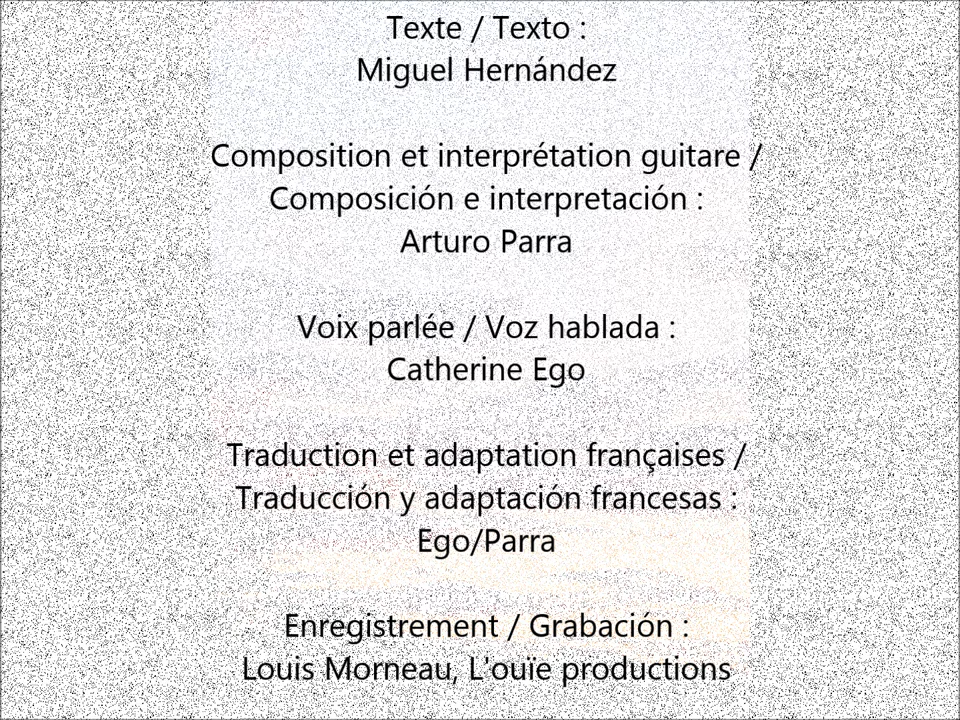 Texte / Texto :
Miguel Hernández
Composition et interprétation guitare /
Composición e interpretación :
Arturo Parra
Voix parlée / Voz hablada :
Catherine Ego
Traduction et adaptation françaises /
Traducción y adaptación francesas :
Ego/Parra
Enregistrement / Grabación :
Louis Morneau, L'ouïe productions